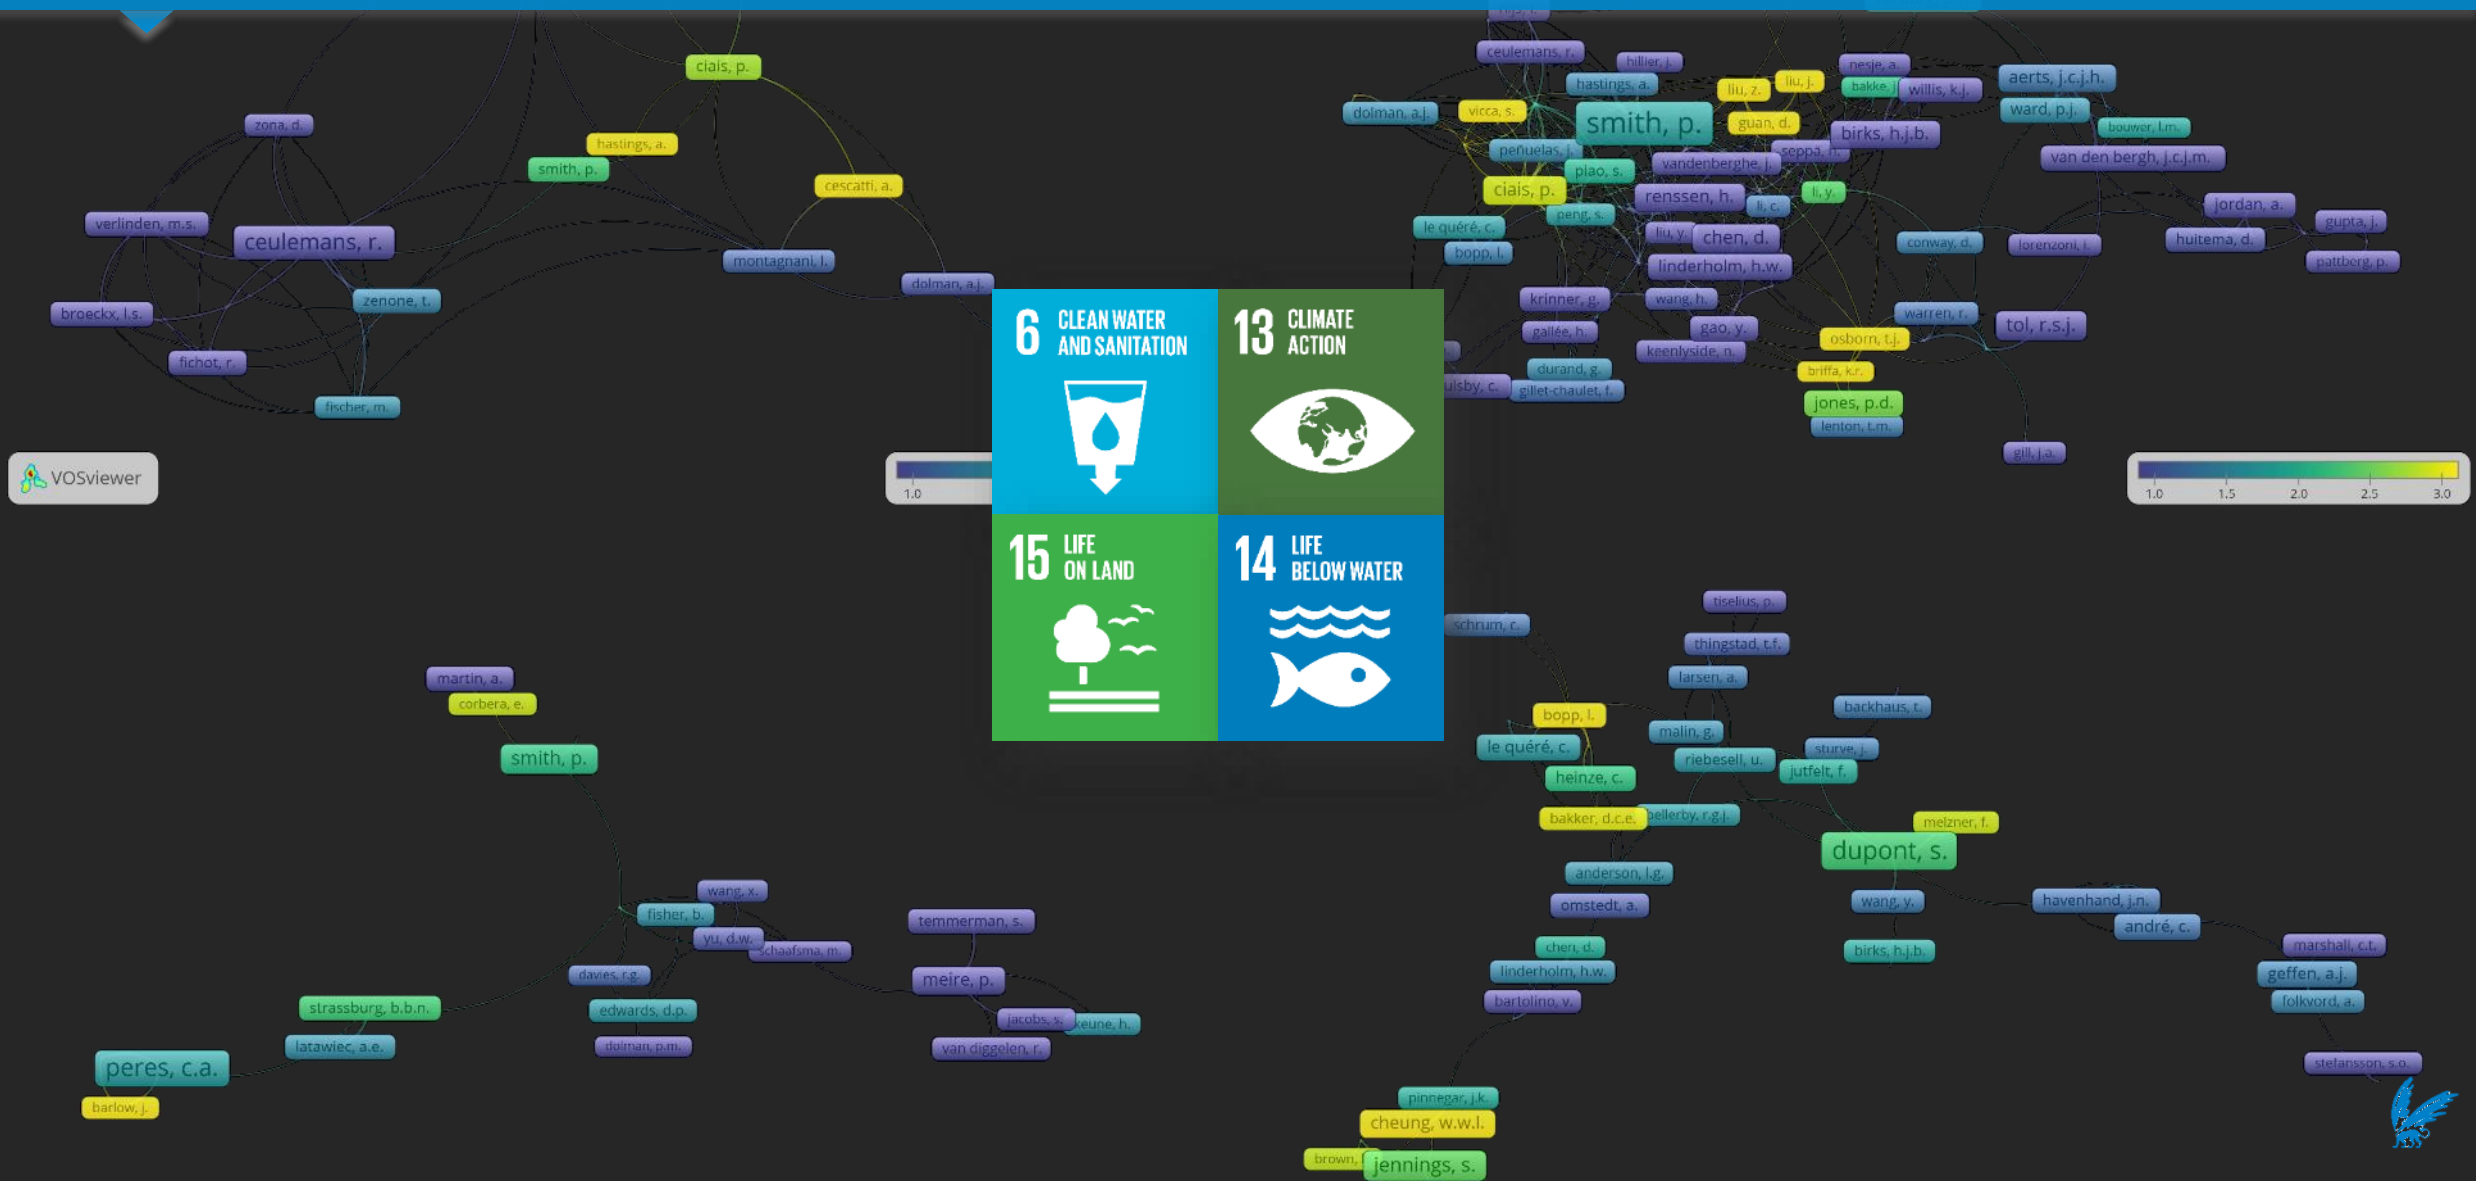 ciais, p.
zona, d.
hastings, a.
smith, p.
cescatti, a.
verlinden, m.s.
ceulemans, r.
montagnani, l.
dolman, a.j.
zenone, t.
broeckx, l.s.
fichot, r.
fischer, m.
VOSviewer
1.0
ceulemans, r.
hillier, j.
nesje, a.
aerts, j.c.j.h.
hastings, a.
liu, z.
liu, j.
bakke, j
willis, k.j.
dolman, a.j.
vicca, s.
smith, p.
guan, d.
ward, p.j.
birks, h.j.b.
bouwer, l.m.
peñuelas, j.
seppä, h.
vandenberghe, j.
van den bergh, j.c.j.m.
piao, s.
ciais, p.
renssen, h.
li, c.
li, y.
peng, s.
jordan, a.
gupta, j.
le quéré, c.
liu, y.
chen, d.
conway, d.
lorenzoni, i.
huitema, d.
bopp, l.
linderholm, h.w.
pattberg, p.
krinner, g.
wang, h.
warren, r.
tol, r.s.j.
gallée, h.
gao, y.
osborn, t.j.
keenlyside, n.
durand, g.
briffa, k.r.
ulsby, c.
gillet-chaulet, f.
jones, p.d.
lenton, t.m.
gill, j.a.
1.0 1.5 2.0 2.5 3.0
6 CLEAN WATER
AND SANITATION
13 CLIMATE
ACTION
15 LIFE
ON LAND
14 LIFE
BELOW WATER
martin, a.
corbera, e.
smith, p.
wang, x.
fisher, b.
yu, d.w.
schaafsma, m.
temmerman, s.
davies, r.g.
meire, p.
strassburg, b.b.n.
edwards, d.p.
jacobs, s.
keune, h.
latawiec, a.e.
dolman, p.m.
van diggelen, r.
peres, c.a.
barlow, j.
schrum, c.
tiselius, p.
thingstad, t.f.
larsen, a.
backhaus, t.
bopp, l.
malin, g.
le quéré, c.
riebesell, u.
sturve, j.
jutfelt, f.
heinze, c.
bakker, d.c.e.
bellerby, r.g.j.
melzner, f.
dupont, s.
anderson, l.g.
omstedt, a.
wang, y.
havenhand, j.n.
andré, c.
chen, d.
birks, h.j.b.
marshall, c.t.
linderholm, h.w.
geffen, a.j.
bartolino, v.
folkvord, a.
stefansson, s.o.
pinnegar, j.k.
cheung, w.w.l.
brown,
jennings, s.